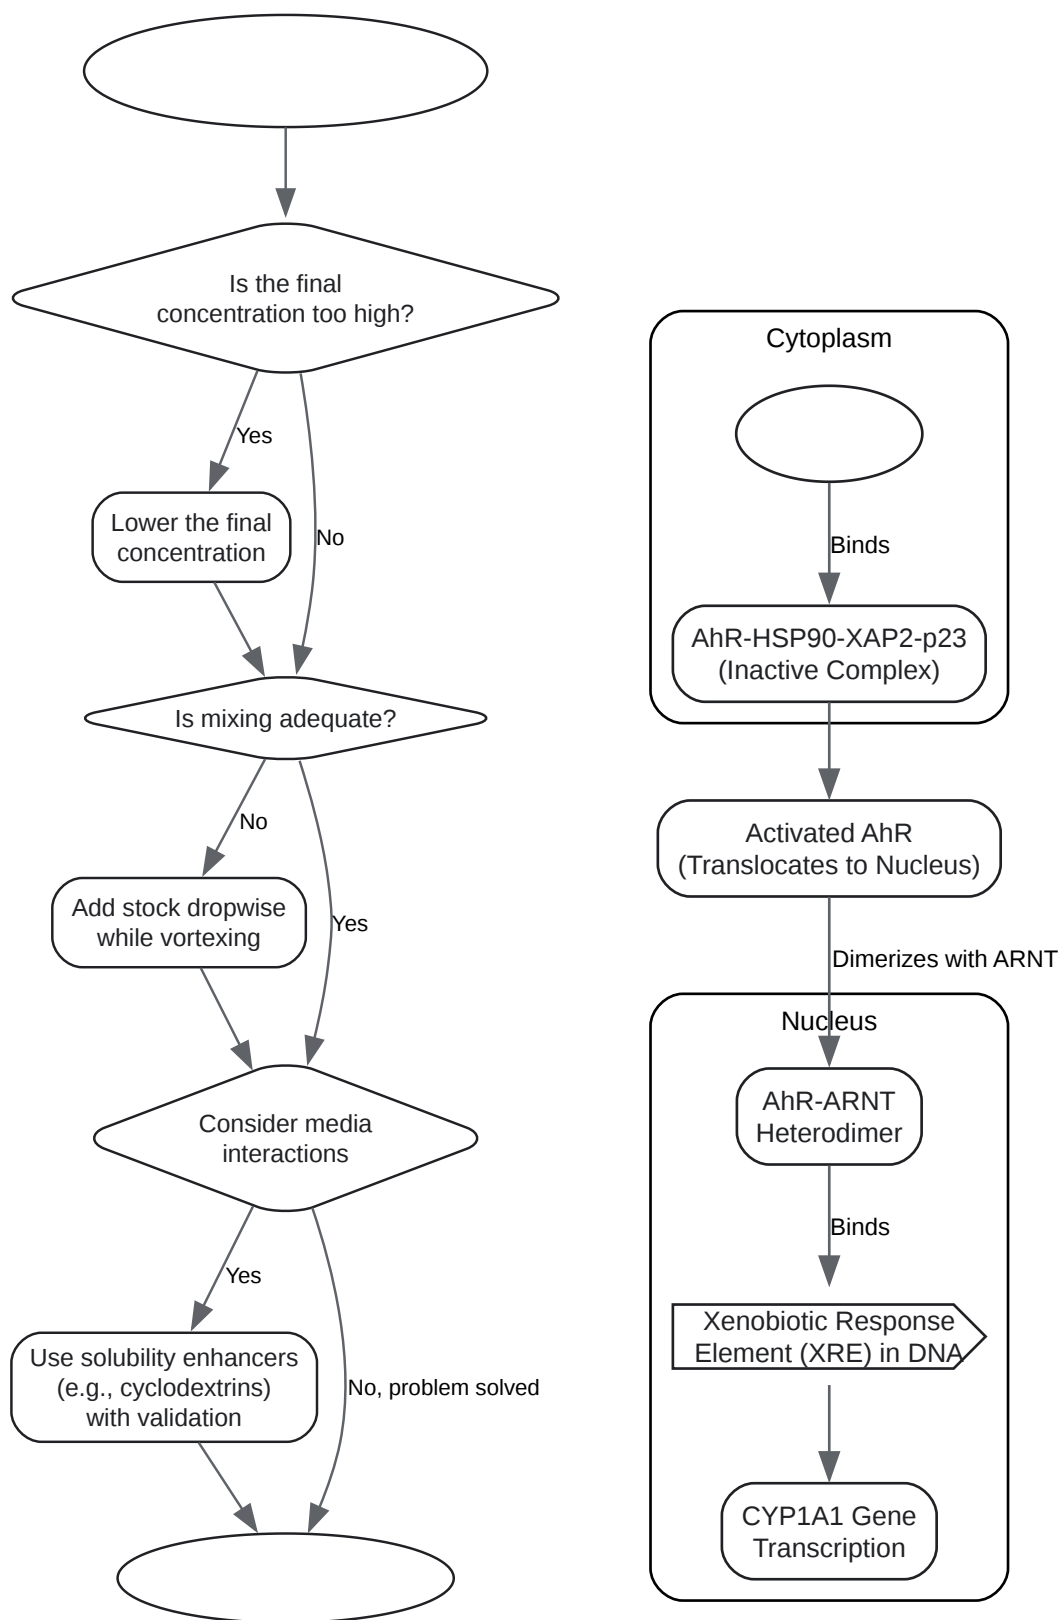 Is the final
concentration too high?
Yes
Lower the final
concentration
No
Is mixing adequate?
No
Add stock dropwise
while vortexing
Yes
Consider media
interactions
Yes
Use solubility enhancers
(e.g., cyclodextrins)
with validation
No, problem solved
Cytoplasm
Binds
AhR-HSP90-XAP2-p23
(Inactive Complex)
Activated AhR
(Translocates to Nucleus)
Dimerizes with ARNT
Nucleus
AhR-ARNT
Heterodimer
Binds
Xenobiotic Response
Element (XRE) in DNA
CYP1A1 Gene
Transcription